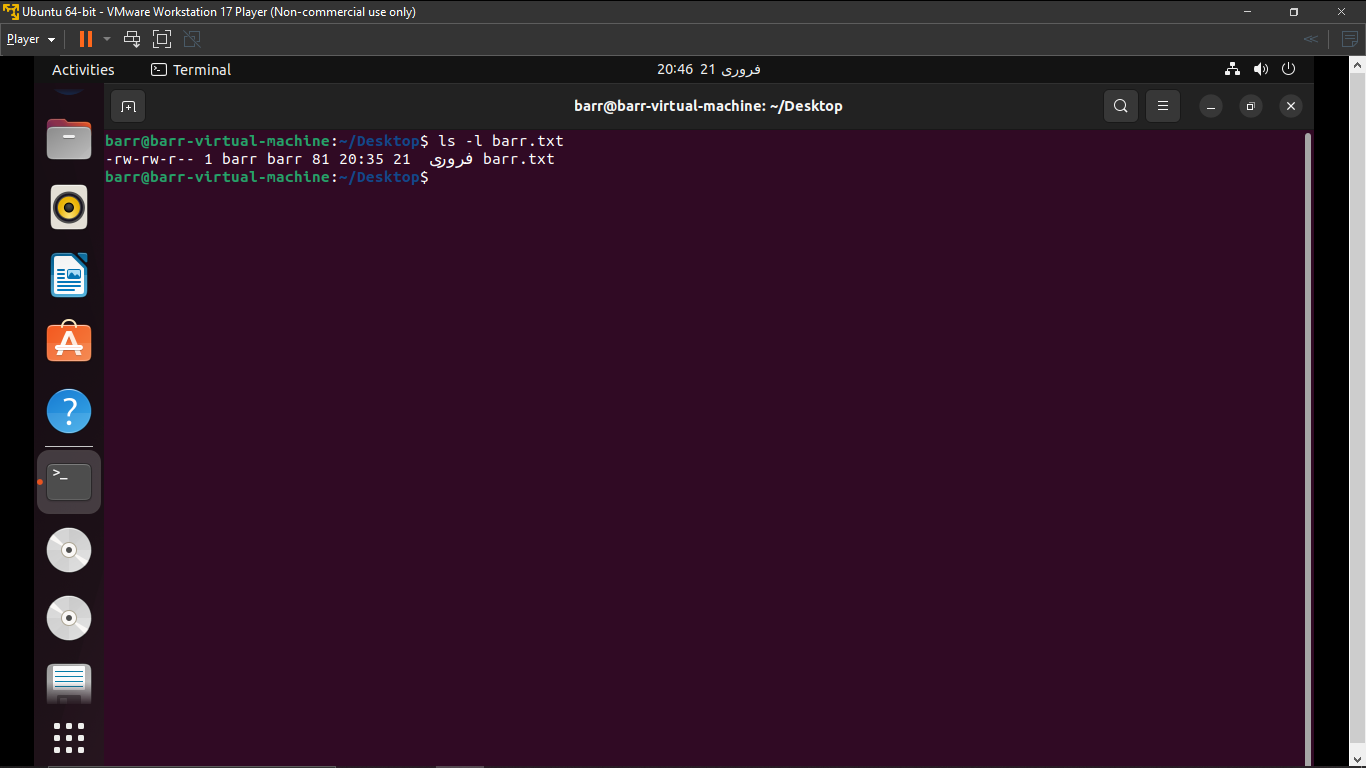 Ubuntu 64-bit - VMware Workstation 17 Player (Non-commercial use only)
Player
Activities Terminal 20:46 21 فروری
barr@barr-virtual-machine: ~/Desktop
barr@barr-virtual-machine:~/Desktop$ ls -l barr.txt
-rw-rw-r-- 1 barr barr 81 20:35 21 فروری barr.txt
barr@barr-virtual-machine:~/Desktop$